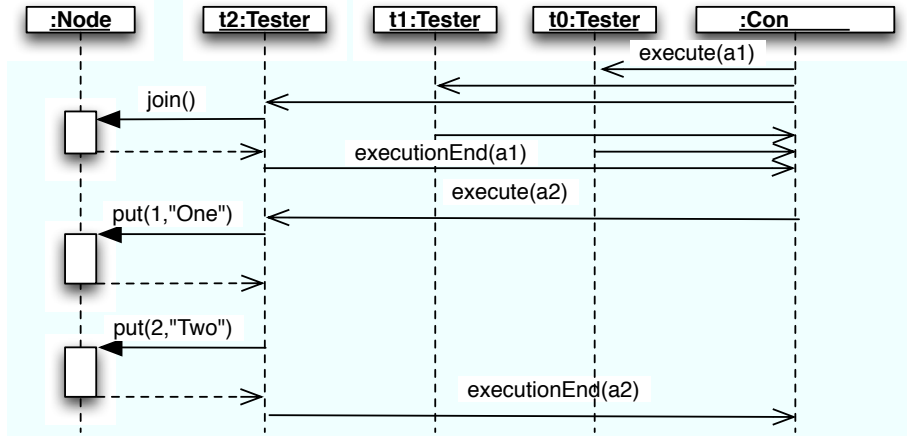 :Node
t2:Tester
t1:Tester
t0:Tester
:Con
execute(a1)
join()
executionEnd(a1)
execute(a2)
put(1,"One")
put(2,"Two")
executionEnd(a2)